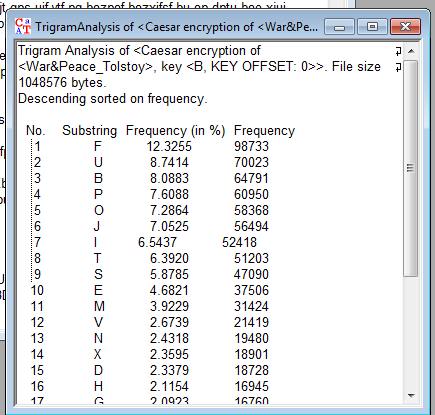 TrigramAnalysis of <Caesar encryption of <War&Pe...
Trigram Analysis of <Caesar encryption of
<War&Peace_Tolstoy>, key <B, KEY OFFSET: 0>>. File size
1048576 bytes.
Descending sorted on frequency.
No. Substring Frequency (in %) Frequency
1 F 12.3255 98733
2 U 8.7414 70023
3 B 8.0883 64791
4 P 7.6088 60950
5 O 7.2864 58368
6 J 7.0525 56494
7 I 6.5437 52418
8 T 6.3920 51203
9 S 5.8785 47090
10 E 4.6821 37506
11 M 3.9229 31424
12 V 2.6739 21419
13 N 2.4318 19480
14 X 2.3595 18901
15 D 2.3379 18728
16 H 2.1154 16945
17 G 2.0923 16760